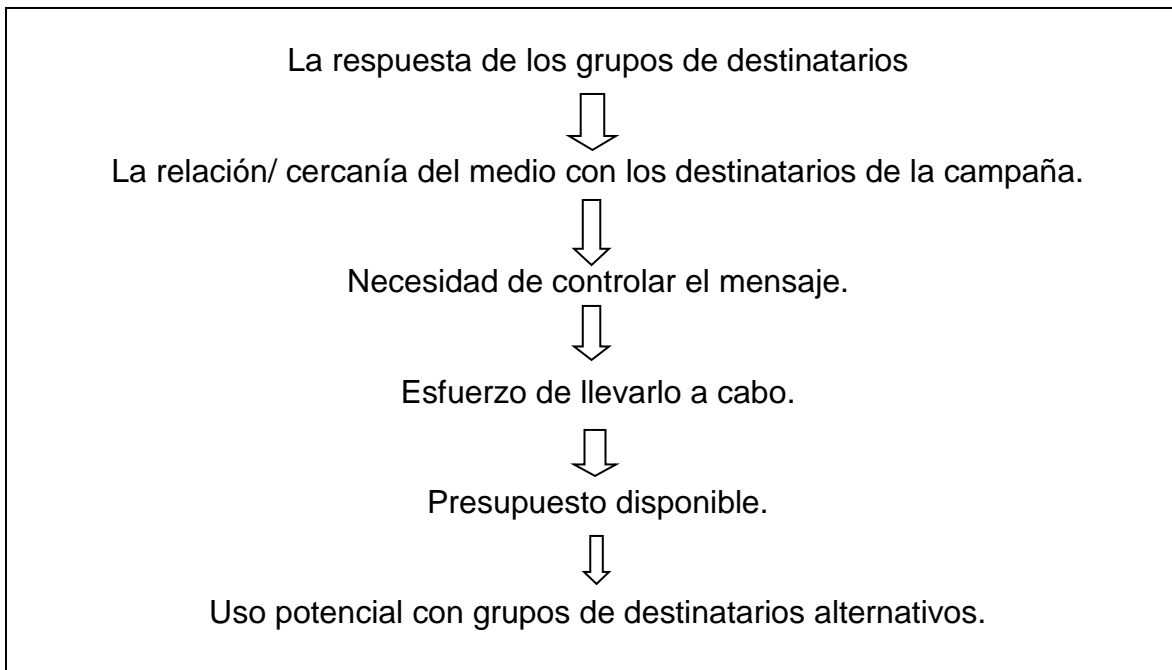 La respuesta de los grupos de destinatarios
La relación/ cercanía del medio con los destinatarios de la campaña.
Necesidad de controlar el mensaje.
Esfuerzo de llevarlo a cabo.
Presupuesto disponible.
Uso potencial con grupos de destinatarios alternativos.